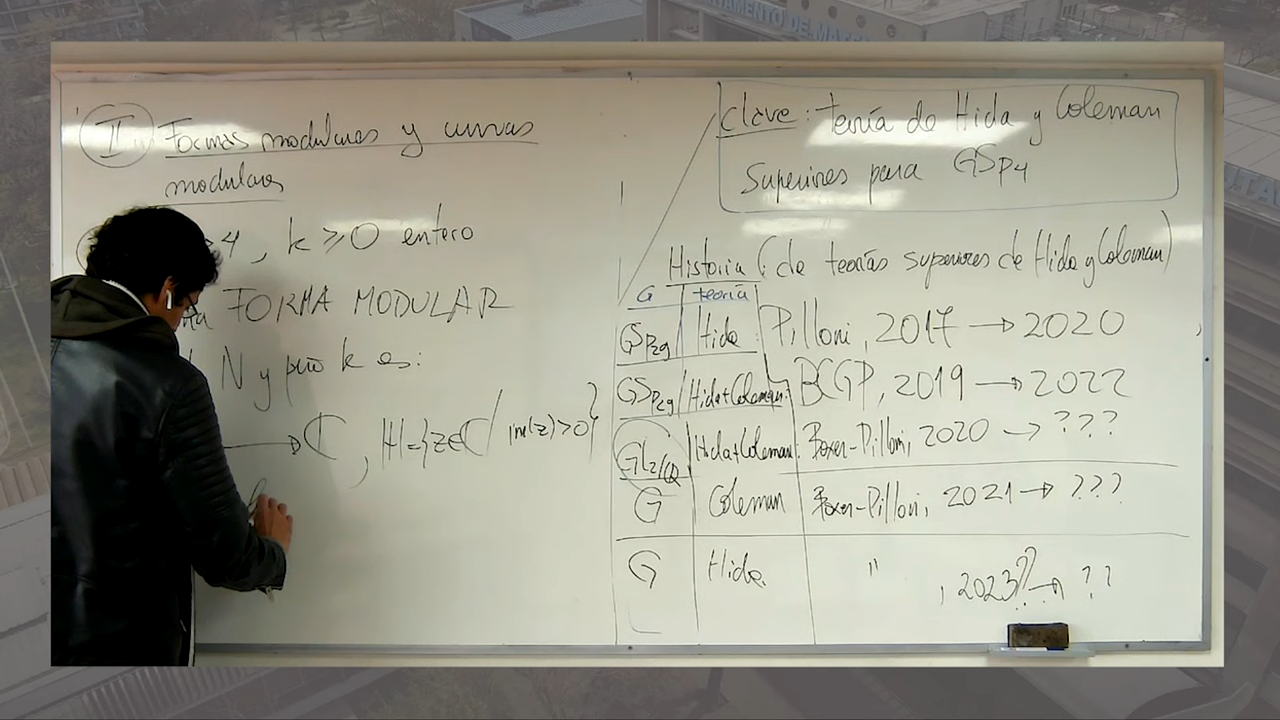 II Formas modulares y curvas
modulares
4, k ≥ 0 entero
FORMA MODULAR
N y peso k es:
→ ℂ, ℍ={z∈ℂ / im(z)>0}
Clave: teoría de Hida y Coleman
Superiores para GSp4
Historia (de teorías superiores de Hida y Coleman)
G teoría
GSp2g Hida: Pilloni, 2017 → 2020
GSp2g Hida+Coleman: BCGP, 2019 → 2022
GL2/Q Hida+Coleman: Boxer-Pilloni, 2020 → ???
G Coleman Boxer-Pilloni, 2021 → ???
G Hida " , 2023?? → ??